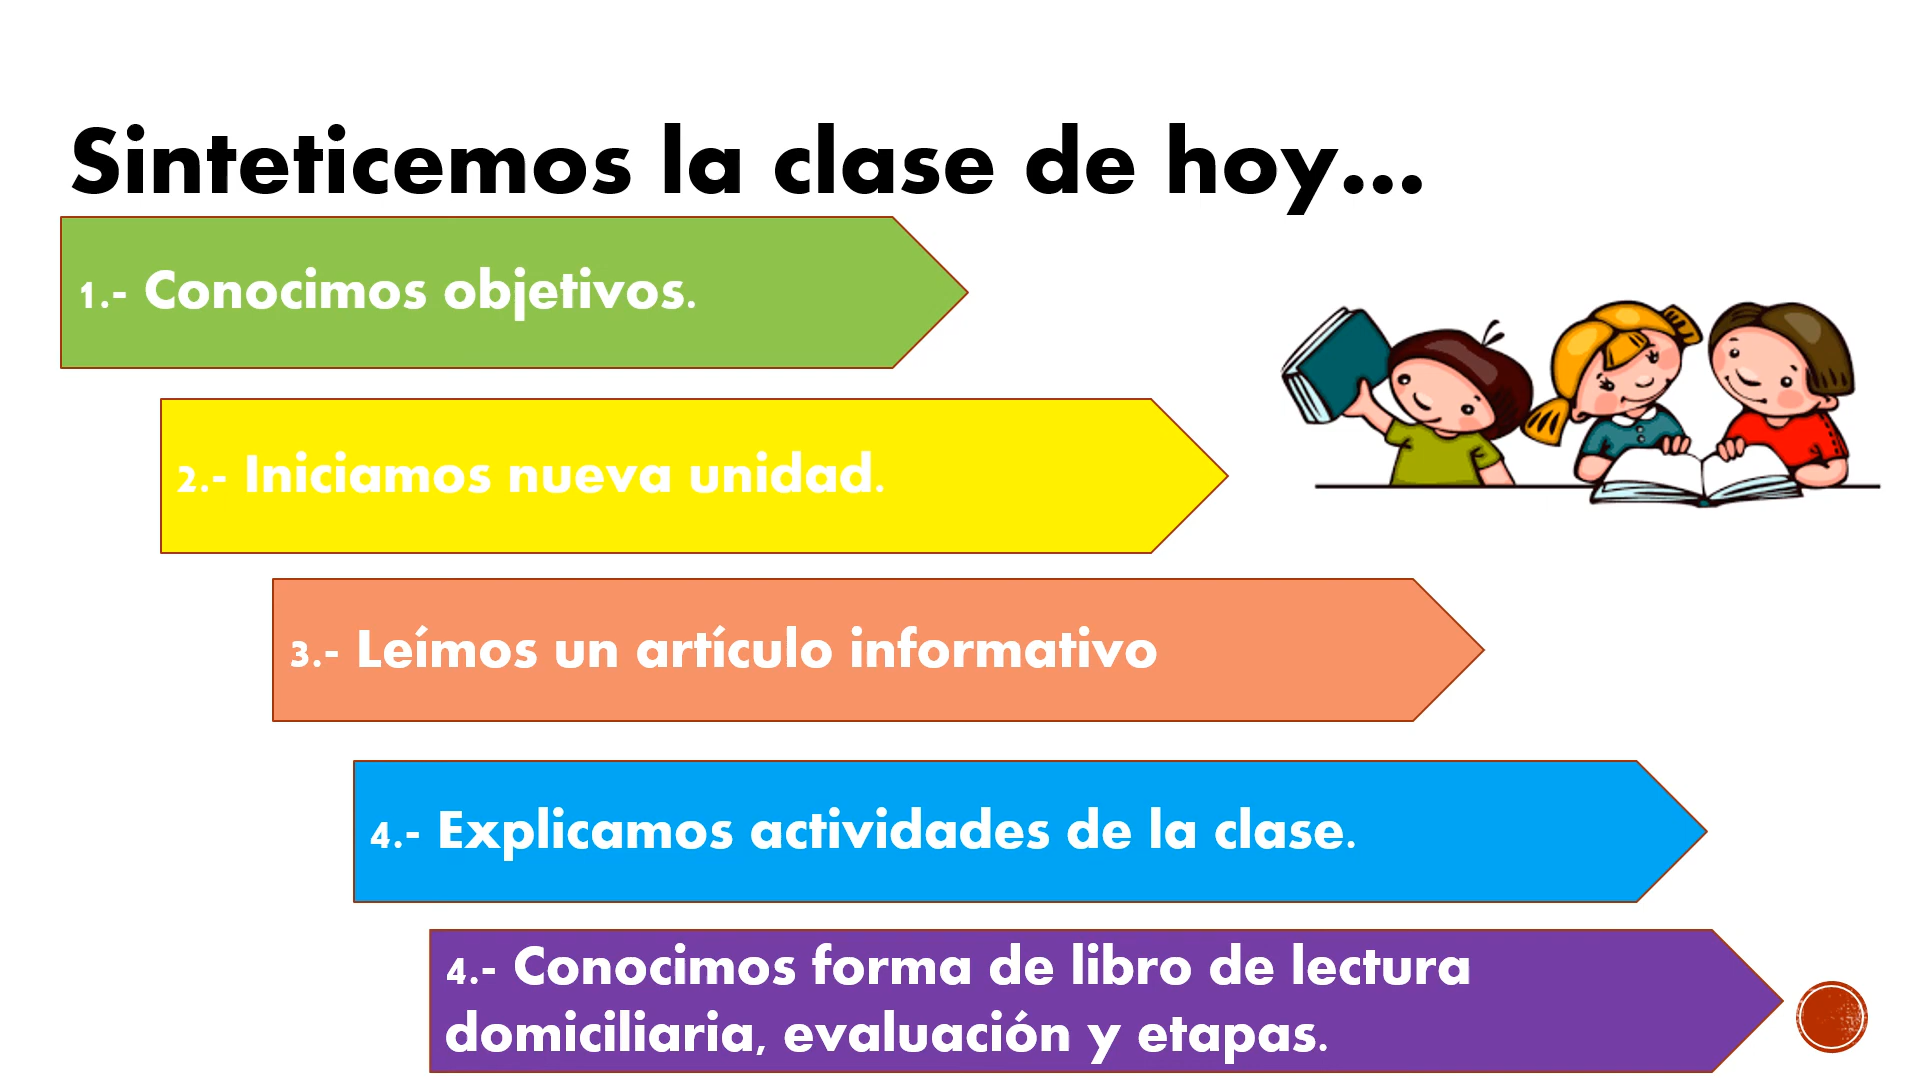 Sinteticemos la clase de hoy...
1.- Conocimos objetivos.
2.- Iniciamos nueva unidad.
3.- Leímos un artículo informativo
4.- Explicamos actividades de la clase.
4.- Conocimos forma de libro de lectura
domiciliaria, evaluación y etapas.